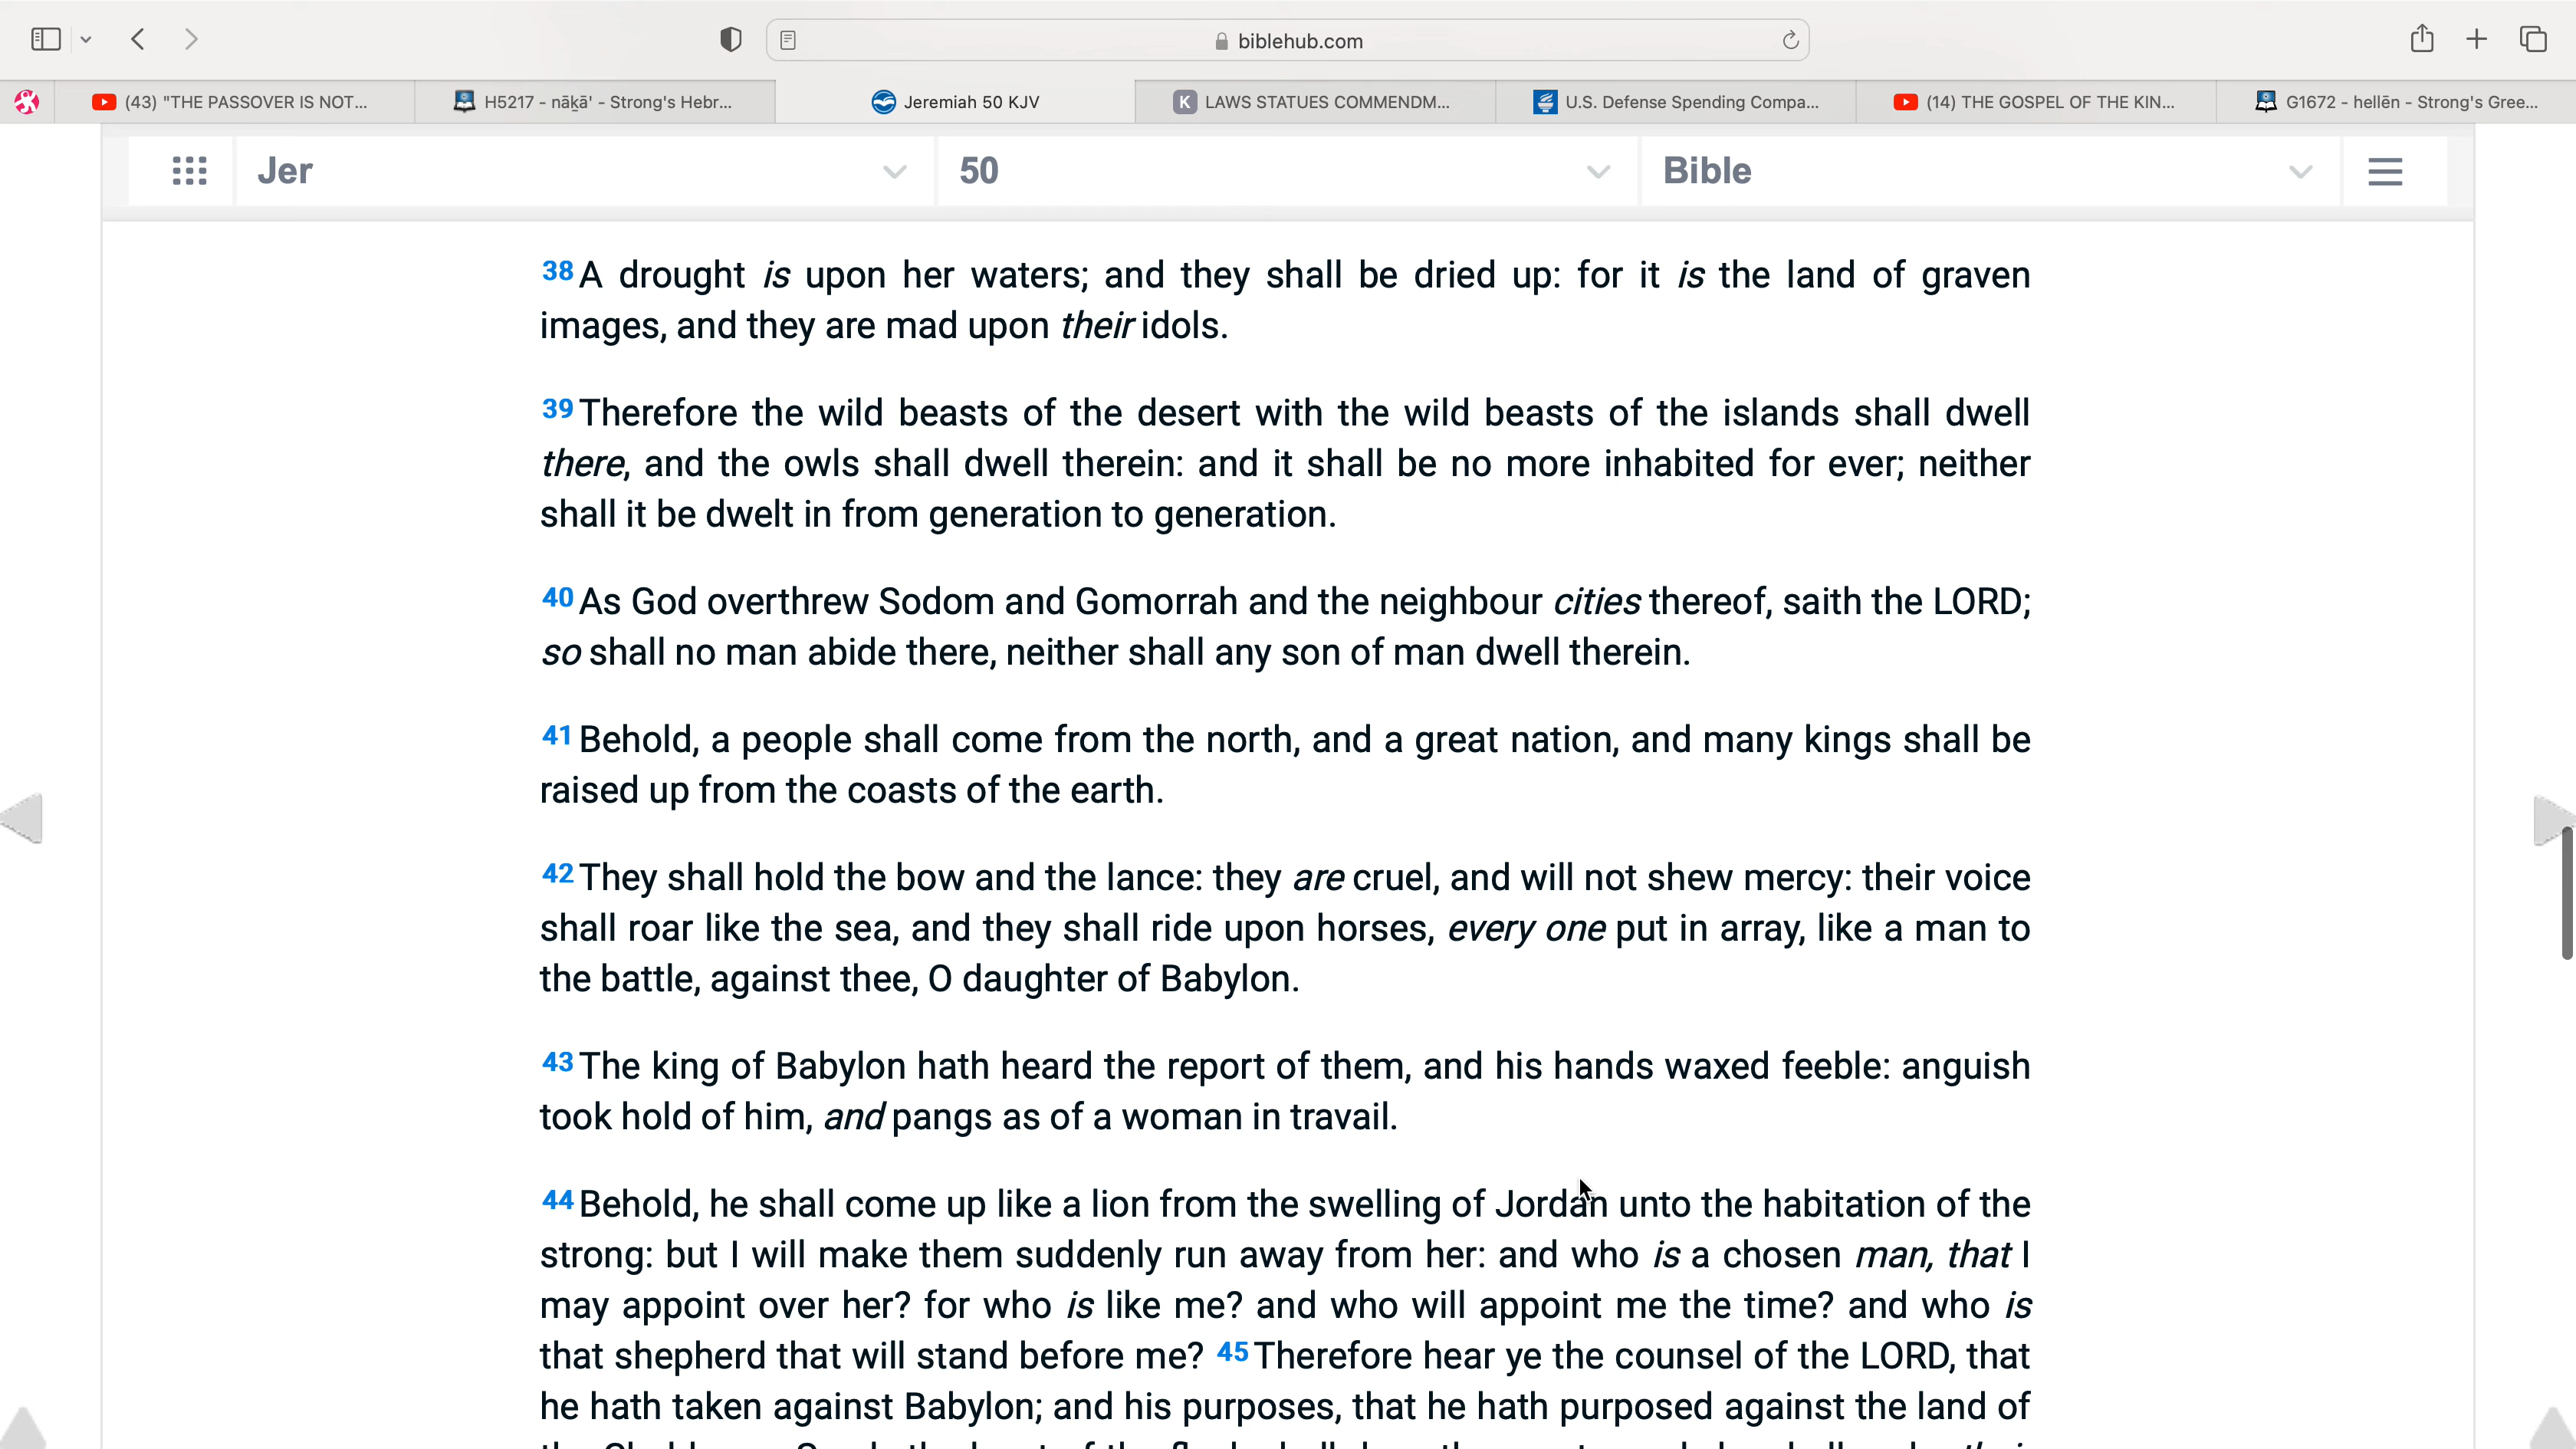 biblehub.com
(43) "THE PASSOVER IS NOT...
H5217 - nāḵā' - Strong's Hebr...
Jeremiah 50 KJV
K LAWS STATUES COMMENDM...
U.S. Defense Spending Compa...
(14) THE GOSPEL OF THE KIN...
G1672 - hellēn - Strong's Gree...
Jer
50
Bible
38 A drought is upon her waters; and they shall be dried up: for it is the land of graven
images, and they are mad upon their idols.
39 Therefore the wild beasts of the desert with the wild beasts of the islands shall dwell
there, and the owls shall dwell therein: and it shall be no more inhabited for ever; neither
shall it be dwelt in from generation to generation.
40 As God overthrew Sodom and Gomorrah and the neighbour cities thereof, saith the LORD;
so shall no man abide there, neither shall any son of man dwell therein.
41 Behold, a people shall come from the north, and a great nation, and many kings shall be
raised up from the coasts of the earth.
42 They shall hold the bow and the lance: they are cruel, and will not shew mercy: their voice
shall roar like the sea, and they shall ride upon horses, every one put in array, like a man to
the battle, against thee, O daughter of Babylon.
43 The king of Babylon hath heard the report of them, and his hands waxed feeble: anguish
took hold of him, and pangs as of a woman in travail.
44 Behold, he shall come up like a lion from the swelling of Jordan unto the habitation of the
strong: but I will make them suddenly run away from her: and who is a chosen man, that I
may appoint over her? for who is like me? and who will appoint me the time? and who is
that shepherd that will stand before me? 45 Therefore hear ye the counsel of the LORD, that
he hath taken against Babylon; and his purposes, that he hath purposed against the land of